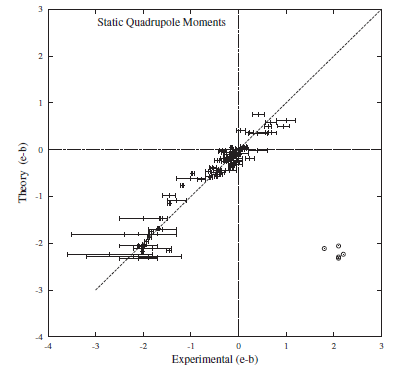 Static Quadrupole Moments
3
2
1
0
-1
-2
-3
-4
Theory (e-b)
-4 -3 -2 -1 0 1 2 3
Experimental (e-b)